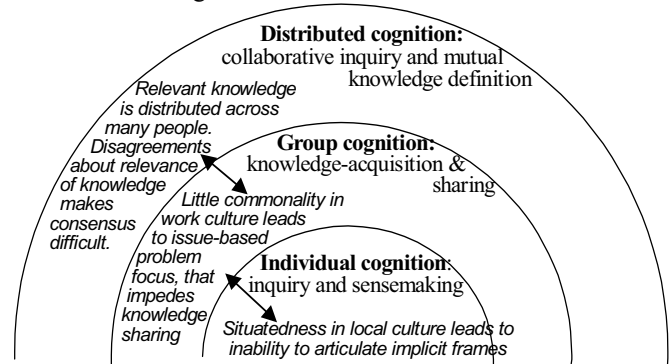 Distributed cognition:
collaborative inquiry and mutual
knowledge definition
Relevant knowledge
is distributed across
many people.
Disagreements
about relevance
of knowledge
makes
consensus
difficult.
Group cognition:
knowledge-acquisition &
sharing
Little commonality in
work culture leads
to issue-based
problem
focus, that
impedes
knowledge
sharing
Individual cognition:
inquiry and sensemaking
Situatedness in local culture leads to
inability to articulate implicit frames